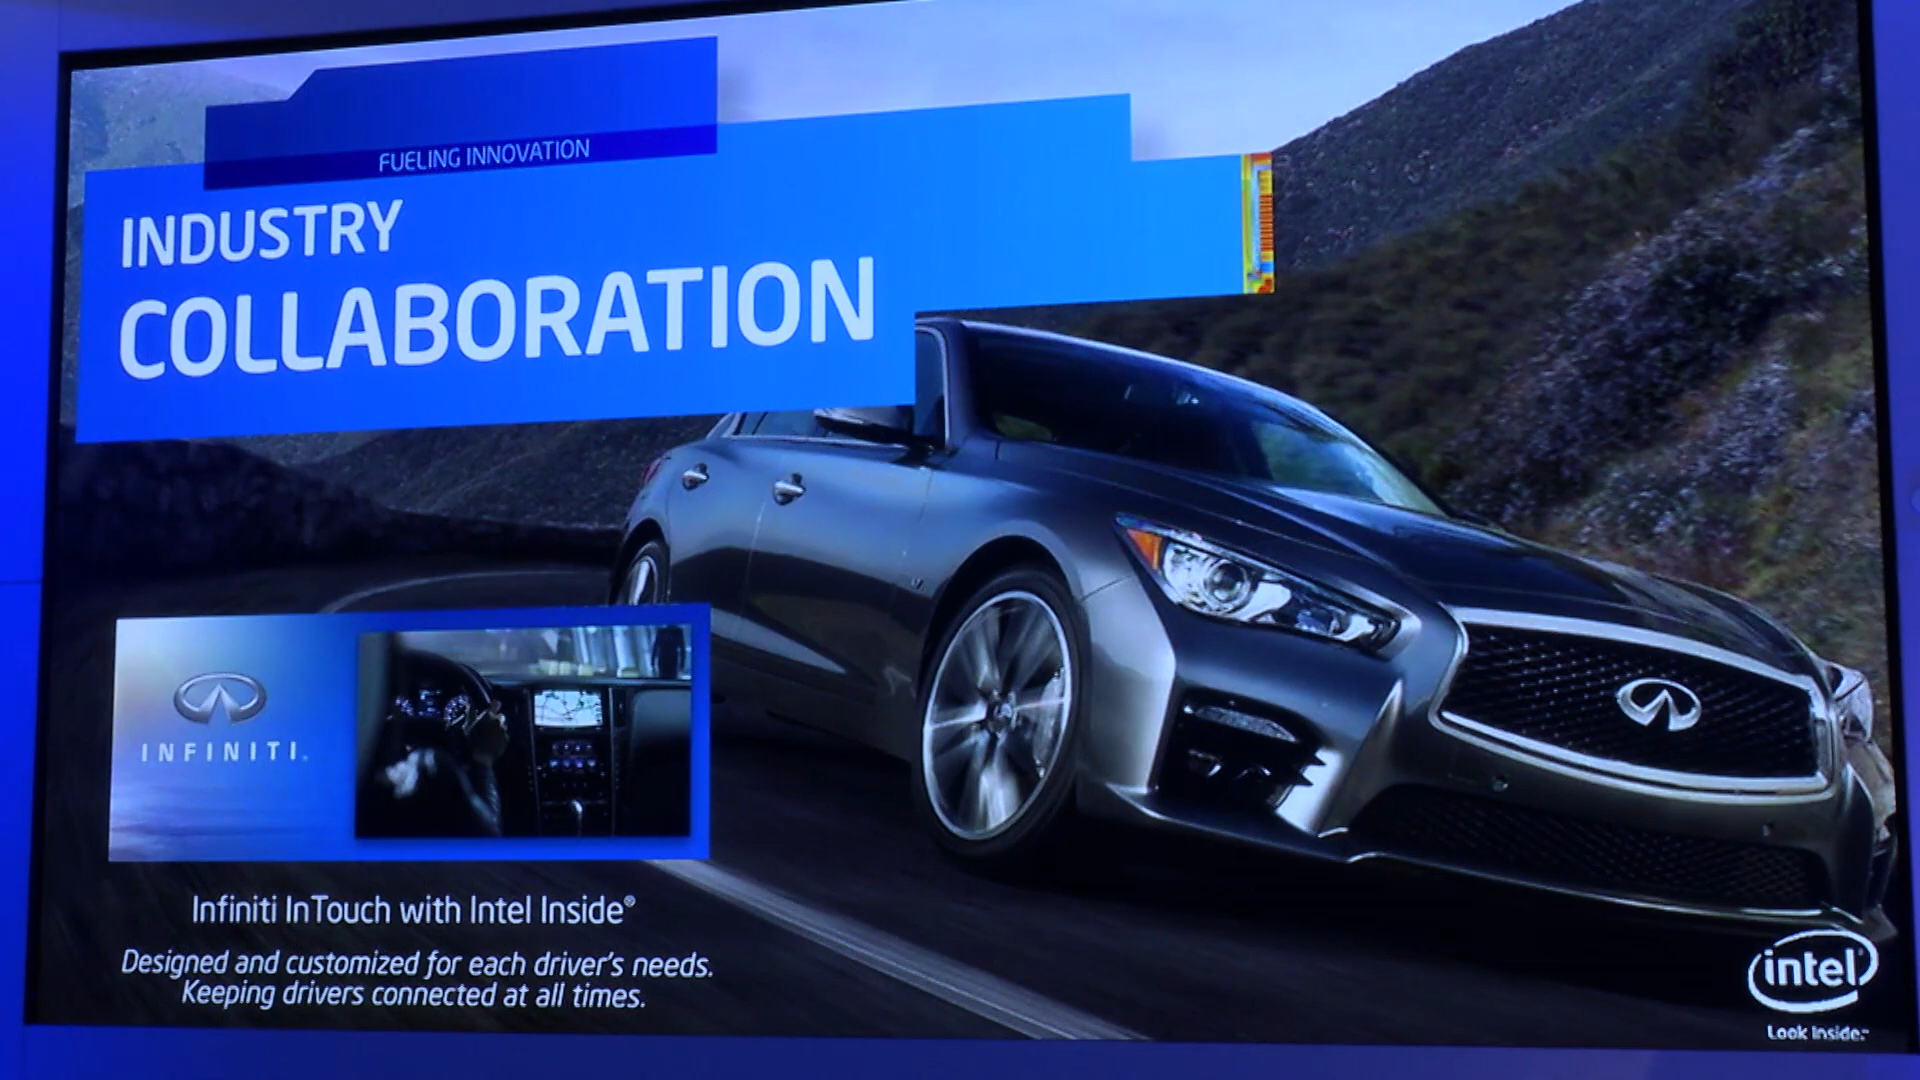 FUELING INNOVATION
INDUSTRY
COLLABORATION
INFINITI
Infiniti InTouch with Intel Inside®
Designed and customized for each driver's needs.
Keeping drivers connected at all times.
intel
Look Inside.™